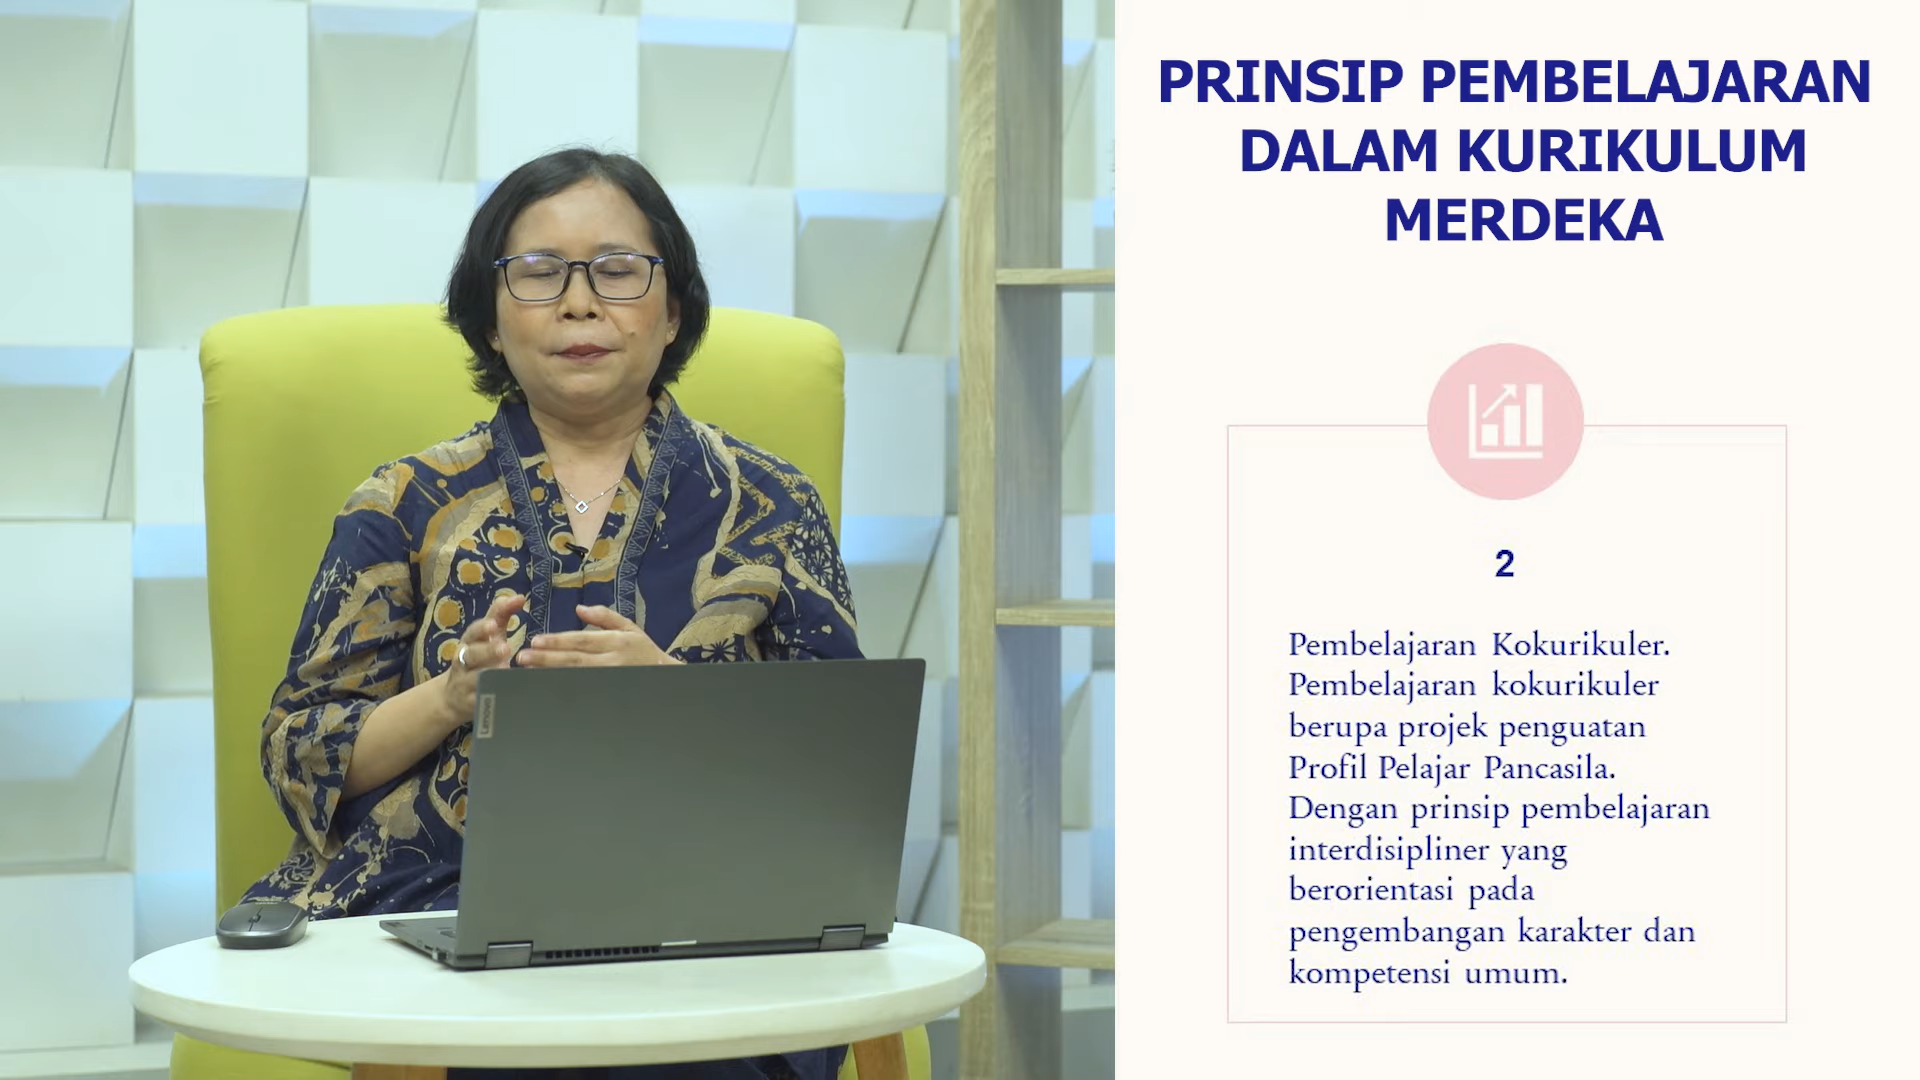 PRINSIP PEMBELAJARAN
DALAM KURIKULUM
MERDEKA
2
Pembelajaran Kokurikuler.
Pembelajaran kokurikuler
berupa projek penguatan
Profil Pelajar Pancasila.
Dengan prinsip pembelajaran
interdisipliner yang
berorientasi pada
pengembangan karakter dan
kompetensi umum.
Lenovo